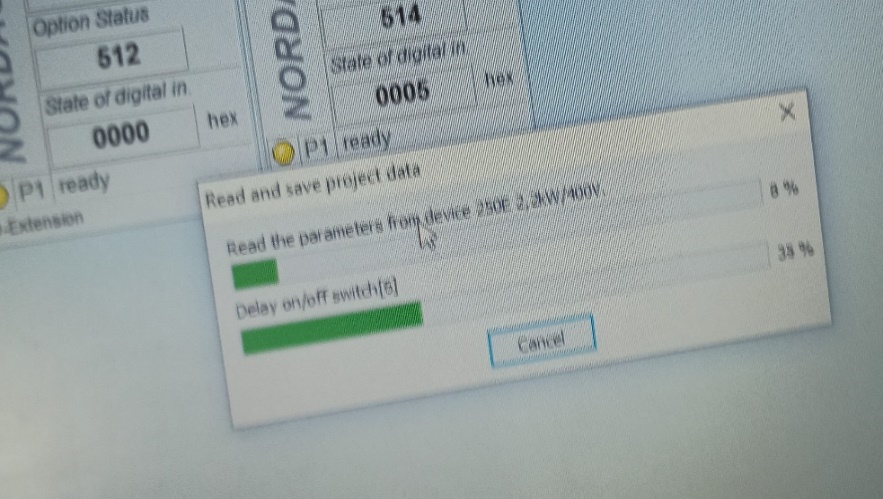 Option Status
512
State of digital in
0000 hex
P1 ready
-Extension
NORDA
514
State of digital in
0005 hex
P1 ready
Read and save project data
Read the parameters from device 250E 2,2kW/400V.
8 %
Delay on/off switch[6]
38 %
Cancel